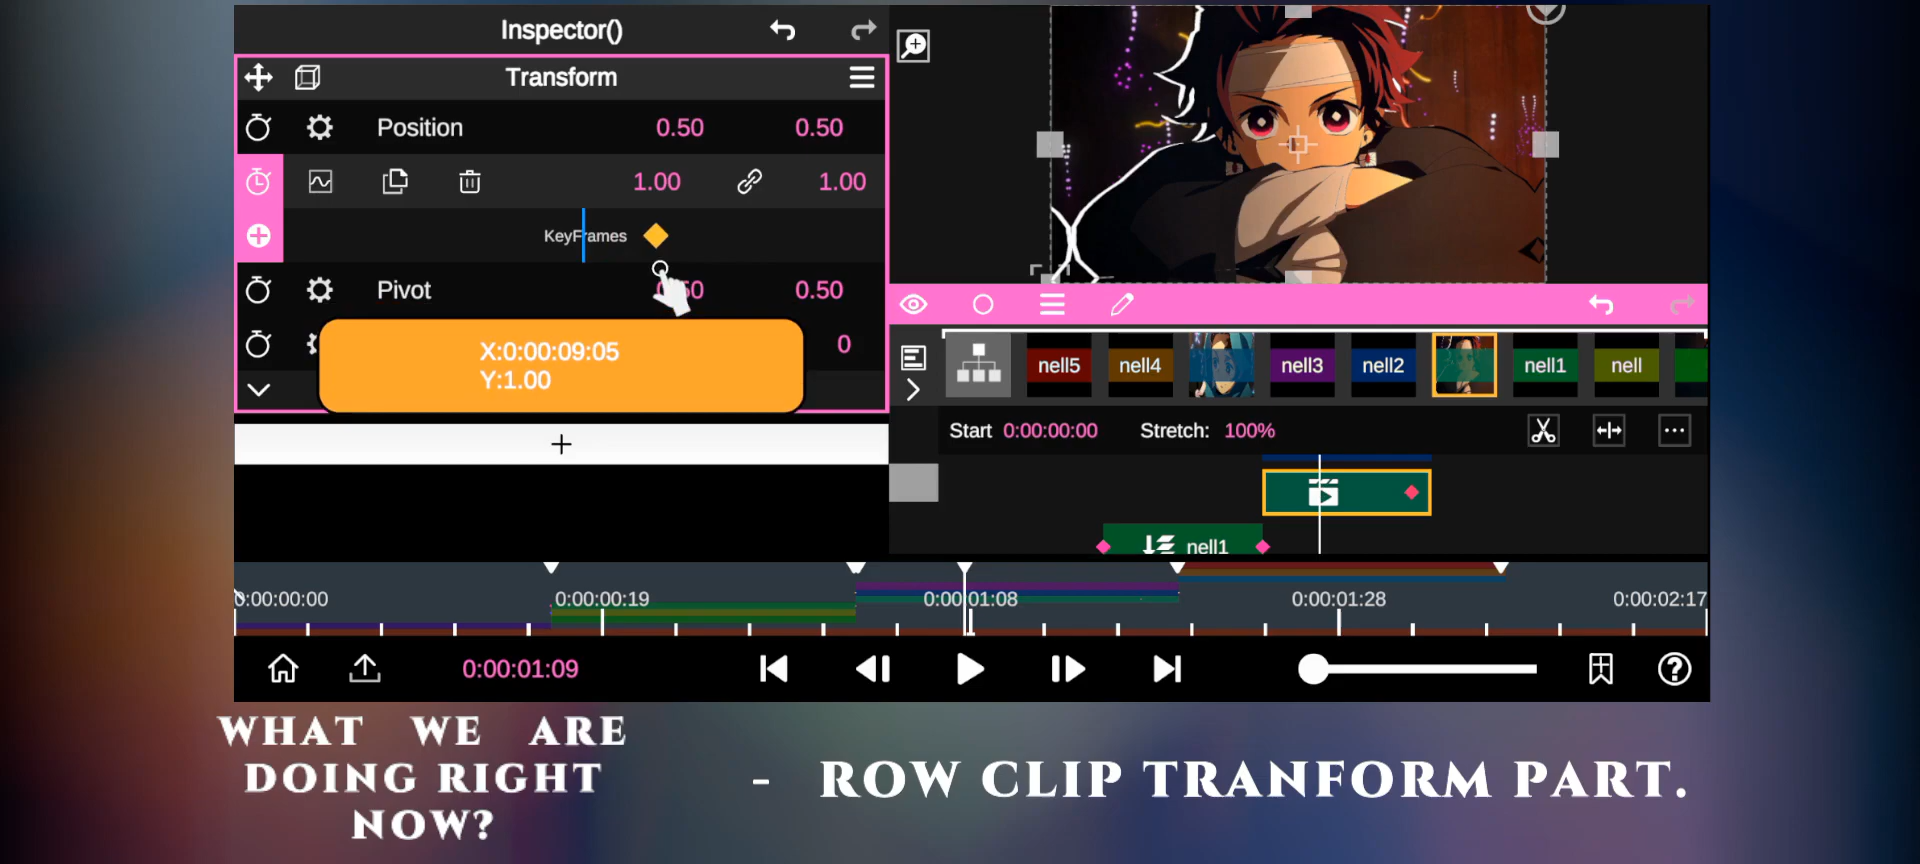 Inspector()
Transform
Position 0.50 0.50
1.00 1.00
KeyFrames
Pivot 0.50
X:0:00:09:05
Y:1.00
0
+
nell5 nell4 nell3 nell2 nell1 nell
Start 0:00:00:00 Stretch: 100%
nell1
0:00:00:00 0:00:00:19 0:00:01:08 0:00:01:28 0:00:02:17
0:00:01:09
WHAT WE ARE
DOING RIGHT
NOW?
- ROW CLIP TRANFORM PART.